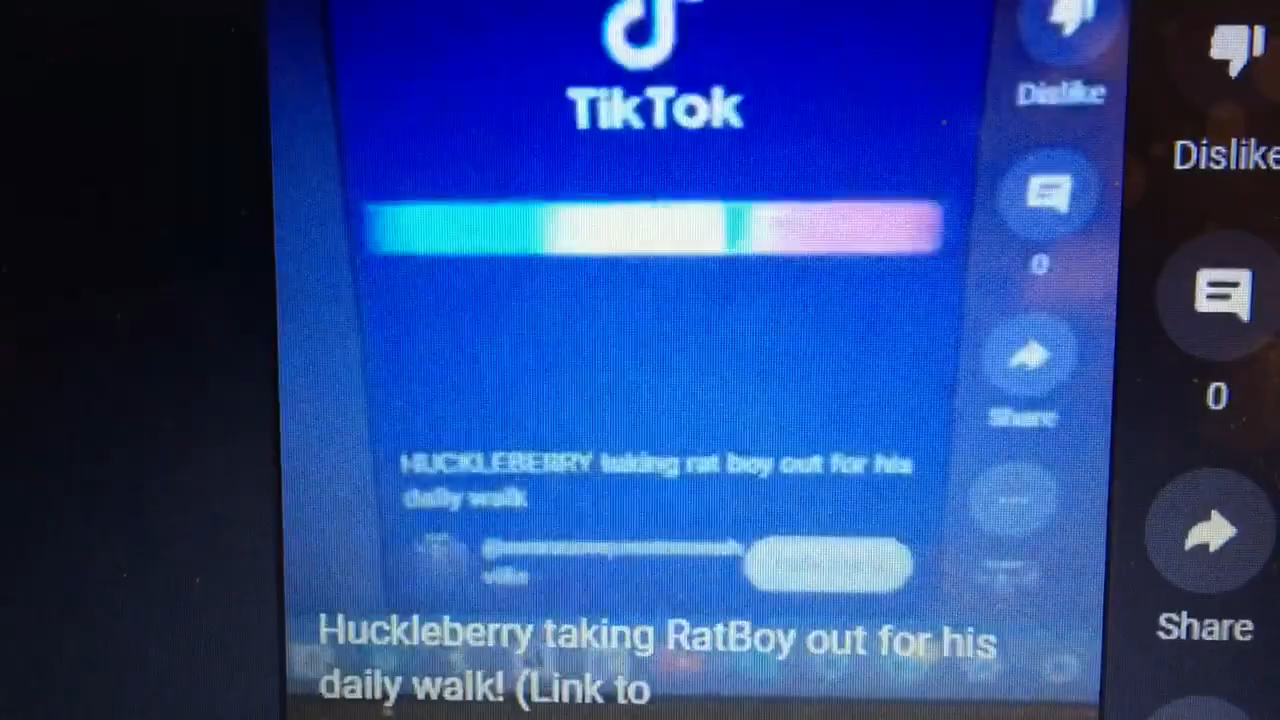 TikTok
Dislike
Dislike
0
0
Share
HUCKLEBERRY taking rat boy out for his
daily walk
ville
Huckleberry taking RatBoy out for his
daily walk! (Link to
Share